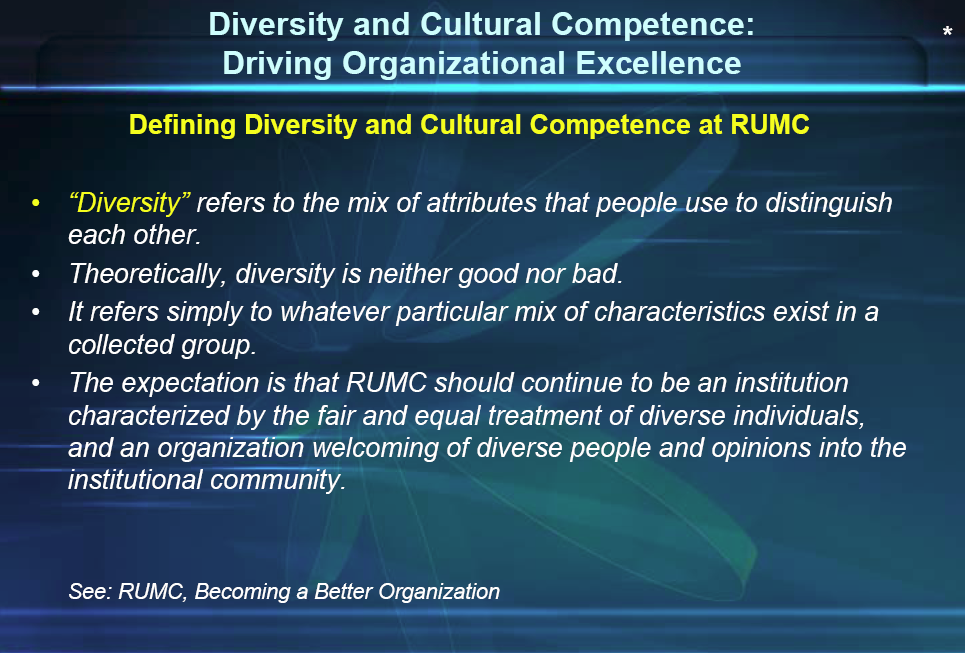 Diversity and Cultural Competence:
*
Driving Organizational Excellence
Defining Diversity and Cultural Competence at RUMC
• “Diversity” refers to the mix of attributes that people use to distinguish
each other.
• Theoretically, diversity is neither good nor bad.
• It refers simply to whatever particular mix of characteristics exist in a
collected group.
• The expectation is that RUMC should continue to be an institution
characterized by the fair and equal treatment of diverse individuals,
and an organization welcoming of diverse people and opinions into the
institutional community.
See: RUMC, Becoming a Better Organization